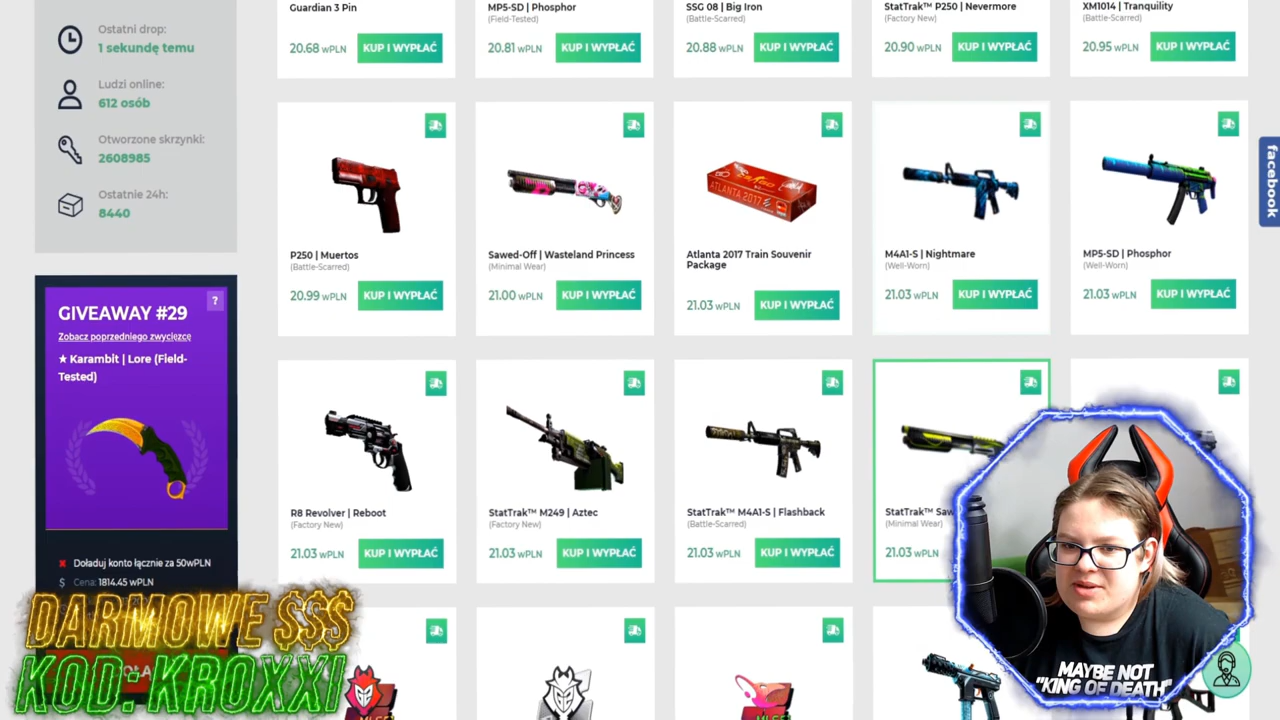 Ostatni drop:
1 sekundę temu
Ludzi online:
612 osób
Otworzone skrzynki:
2608985
Ostatnie 24h:
8440
GIVEAWAY #29
?
Zobacz poprzedniego zwycięzcę
★ Karambit | Lore (Field-
Tested)
Doładuj konto łącznie za 50wPLN
$ Cena: 1814.45 wPLN
DARMOWE $$$
KOD: KROXXI
Guardian 3 Pin
20.68 wPLN
KUP I WYPŁAĆ
MP5-SD | Phosphor
(Field-Tested)
20.81 wPLN
KUP I WYPŁAĆ
SSG 08 | Big Iron
(Battle-Scarred)
20.88 wPLN
KUP I WYPŁAĆ
StatTrak™ P250 | Nevermore
(Factory New)
20.90 wPLN
KUP I WYPŁAĆ
XM1014 | Tranquility
(Battle-Scarred)
20.95 wPLN
KUP I WYPŁAĆ
P250 | Muertos
(Battle-Scarred)
20.99 wPLN
KUP I WYPŁAĆ
Sawed-Off | Wasteland Princess
(Minimal Wear)
21.00 wPLN
KUP I WYPŁAĆ
ATLANTA 2017
Atlanta 2017 Train Souvenir
Package
21.03 wPLN
KUP I WYPŁAĆ
M4A1-S | Nightmare
(Well-Worn)
21.03 wPLN
KUP I WYPŁAĆ
MP5-SD | Phosphor
(Well-Worn)
21.03 wPLN
KUP I WYPŁAĆ
R8 Revolver | Reboot
(Factory New)
21.03 wPLN
KUP I WYPŁAĆ
StatTrak™ M249 | Aztec
(Factory New)
21.03 wPLN
KUP I WYPŁAĆ
StatTrak™ M4A1-S | Flashback
(Battle-Scarred)
21.03 wPLN
KUP I WYPŁAĆ
StatTrak™
(Minimal Wear)
21.03 wPLN
facebook
MAYBE NOT
"KING OF DEATH"